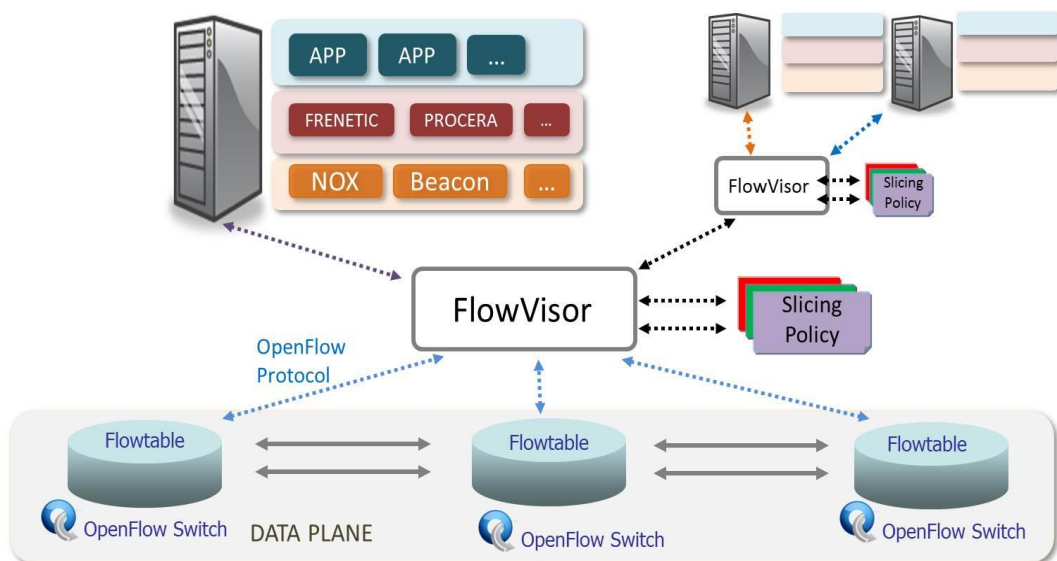 APP
APP
...
FRENETIC
PROCERA
...
NOX
Beacon
...
FlowVisor
Slicing
Policy
FlowVisor
Slicing
Policy
OpenFlow
Protocol
Flowtable
Flowtable
Flowtable
OpenFlow Switch
DATA PLANE
OpenFlow Switch
OpenFlow Switch